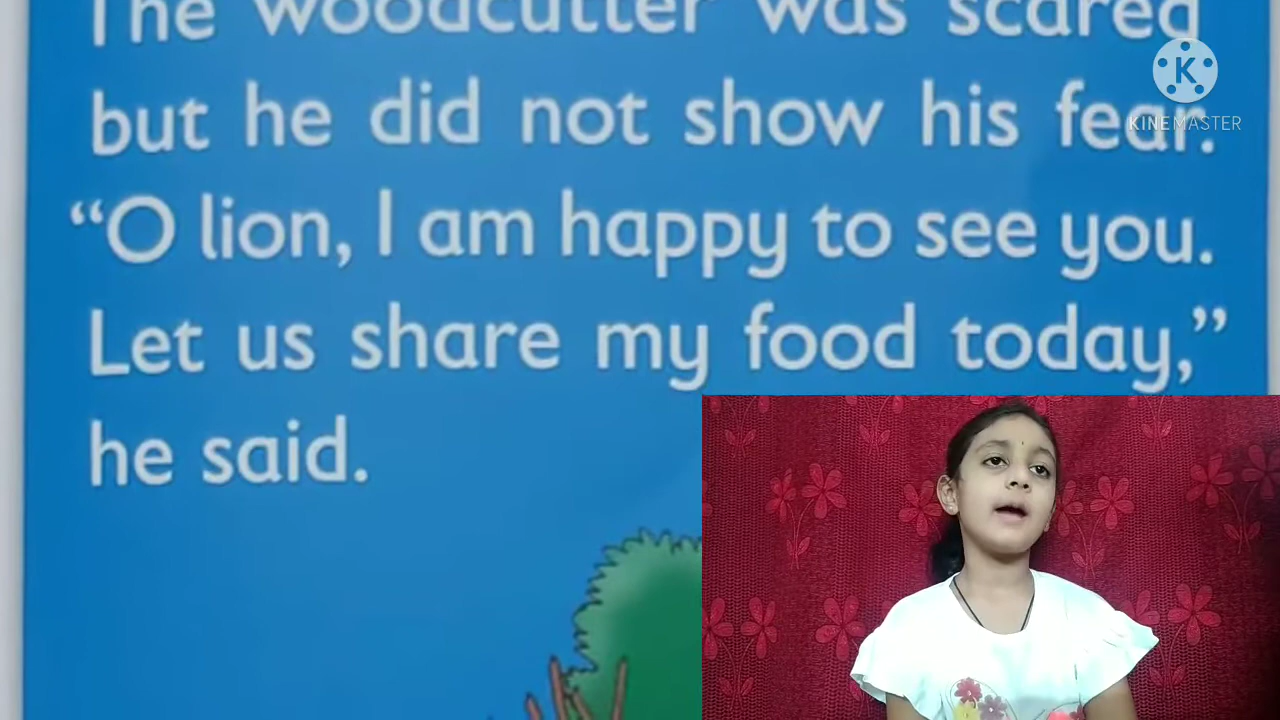 The woodcutter was scared
but he did not show his fear.
“O lion, I am happy to see you.
Let us share my food today,”
he said.
K
KINEMASTER